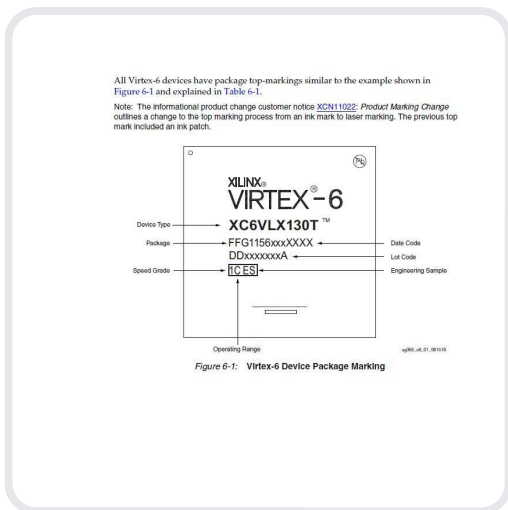 All Virtex-6 devices have package top-markings similar to the example shown in
Figure 6-1 and explained in Table 6-1.
Note: The informational product change customer notice XCN11022: Product Marking Change
outlines a change to the top marking process from an ink mark to laser marking. The previous top
mark included an ink patch.
Pb
XILINX®
VIRTEX®-6
Device Type
XC6VLX130T™
Package
FFG1156xxxXXXX
Date Code
DDxxxxxxxA
Lot Code
Speed Grade
1C ES
Engineering Sample
Operating Range
Figure 6-1: Virtex-6 Device Package Marking